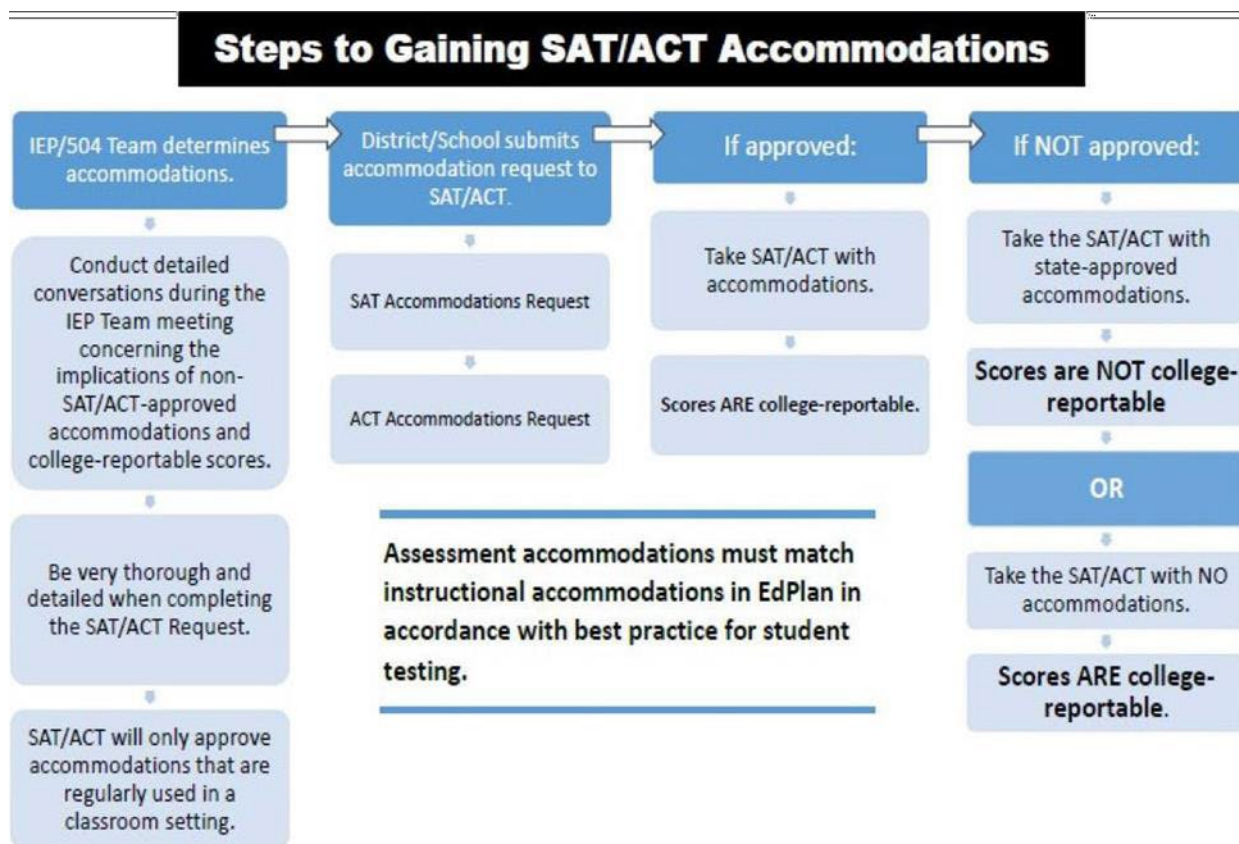 Steps to Gaining SAT/ACT Accommodations
IEP/504 Team determines
accommodations.
Conduct detailed
conversations during the
IEP Team meeting
concerning the
implications of non-
SAT/ACT-approved
accommodations and
college-reportable scores.
Be very thorough and
detailed when completing
the SAT/ACT Request.
SAT/ACT will only approve
accommodations that are
regularly used in a
classroom setting.
District/School submits
accommodation request to
SAT/ACT.
SAT Accommodations Request
ACT Accommodations Request
If approved:
Take SAT/ACT with
accommodations.
Scores ARE college-reportable.
If NOT approved:
Take the SAT/ACT with
state-approved
accommodations.
Scores are NOT college-
reportable
OR
Take the SAT/ACT with NO
accommodations.
Scores ARE college-
reportable.
Assessment accommodations must match
instructional accommodations in EdPlan in
accordance with best practice for student
testing.